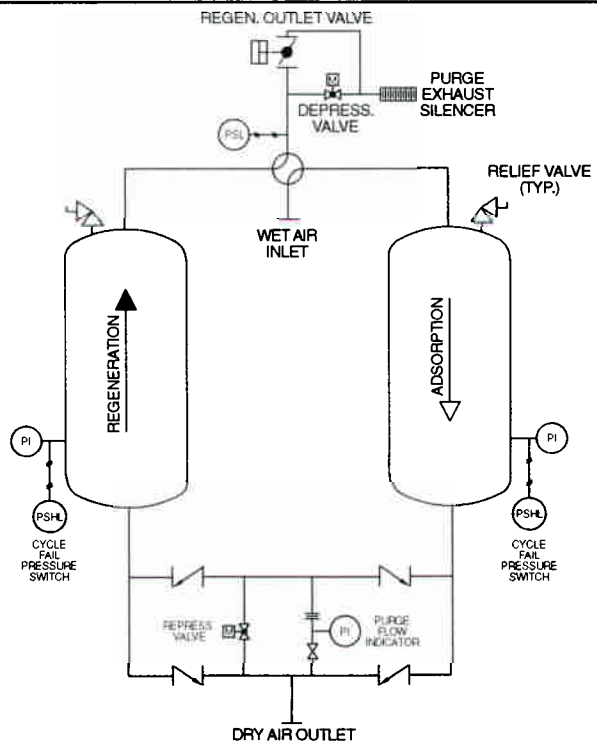 REGEN. OUTLET VALVE
M
PURGE
EXHAUST
SILENCER
DEPRESS.
VALVE
PSL
RELIEF VALVE
(TYP.)
WET AIR
INLET
REGENERATION
ADSORPTION
PI
PI
PSHL
PSHL
CYCLE
FAIL
PRESSURE
SWITCH
CYCLE
FAIL
PRESSURE
SWITCH
REPRESS
VALVE
M
PI
PURGE
FLOW
INDICATOR
DRY AIR OUTLET